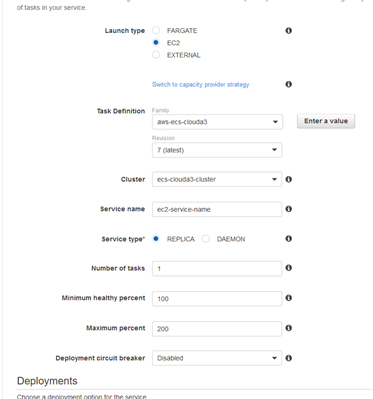 of tasks in your service.
Launch type
FARGATE
EC2
EXTERNAL
Switch to capacity provider strategy
Task Definition
Family
aws-ecs-clouda3
Enter a value
Revision
7 (latest)
Cluster
ecs-clouda3-cluster
Service name
ec2-service-name
Service type*
REPLICA
DAEMON
Number of tasks
1
Minimum healthy percent
100
Maximum percent
200
Deployment circuit breaker
Disabled
Deployments
Choose a deployment option for the service